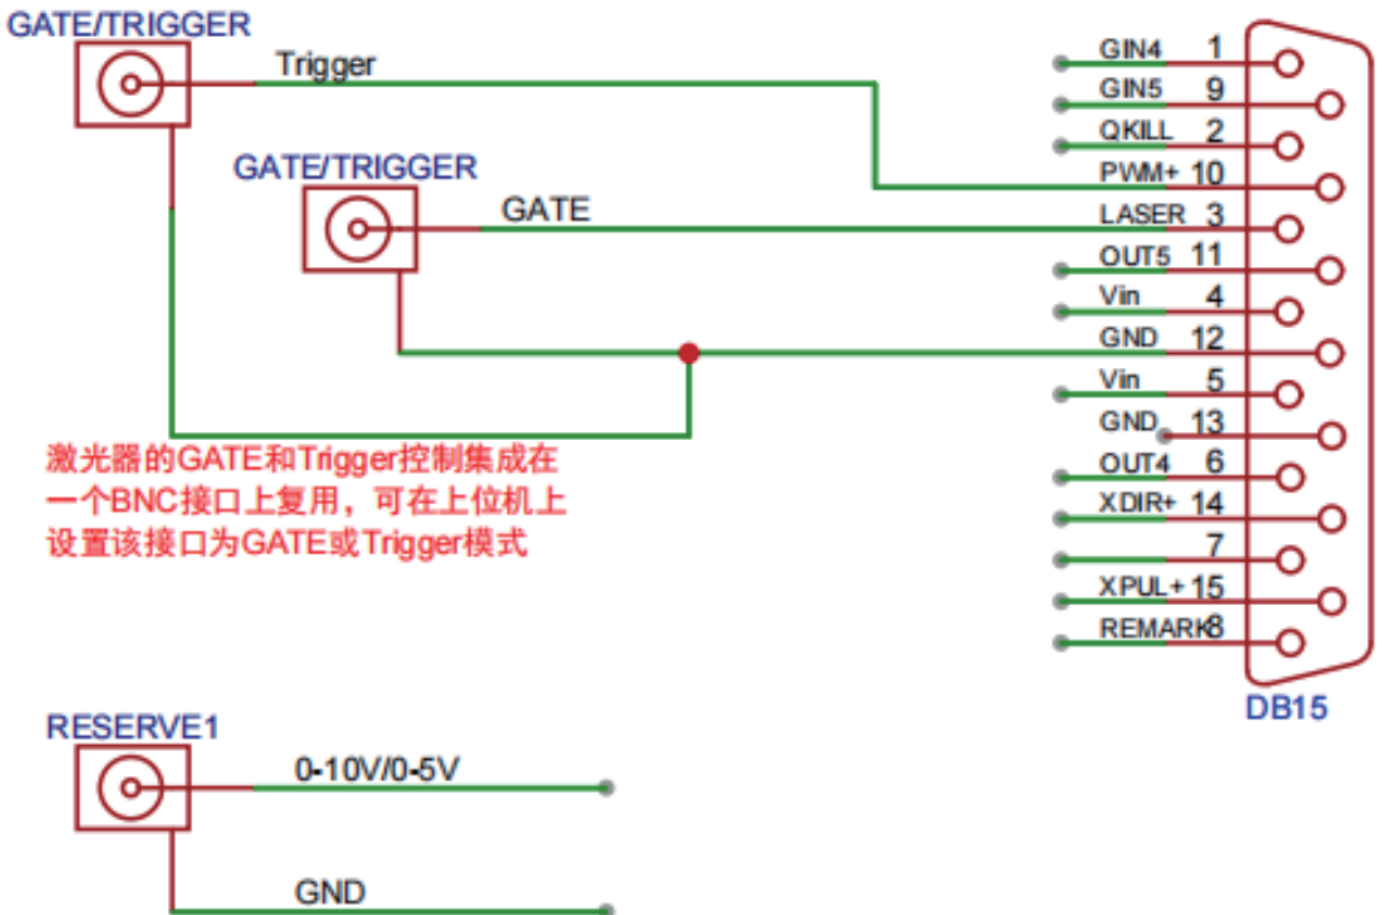 GATE/TRIGGER
Trigger
GATE/TRIGGER
GATE
激光器的GATE和Trigger控制集成在
一个BNC接口上复用，可在上位机上
设置该接口为GATE或Trigger模式
GIN4 1
GIN5 9
QKILL 2
PWM+ 10
LASER 3
OUT5 11
Vin 4
GND 12
Vin 5
GND 13
OUT4 6
XDIR+ 14
7
XPUL+ 15
REMARK8
DB15
RESERVE1
0-10V/0-5V
GND